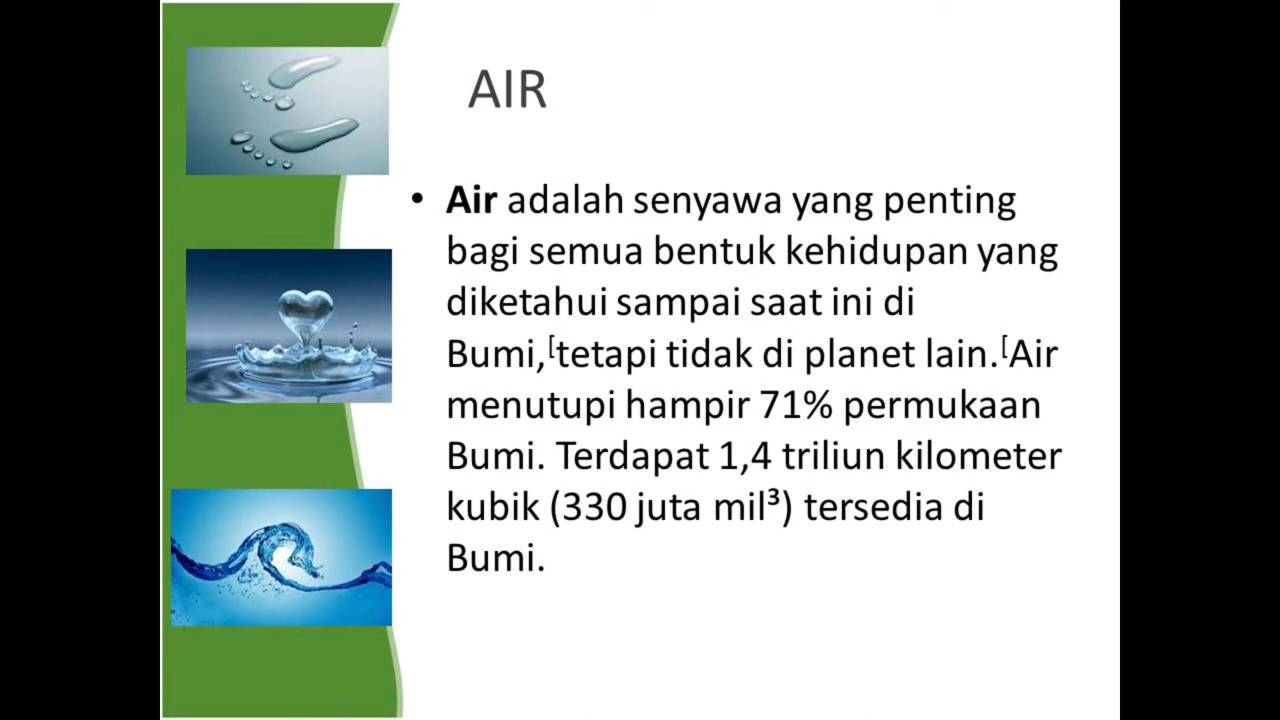 AIR
• Air adalah senyawa yang penting
bagi semua bentuk kehidupan yang
diketahui sampai saat ini di
Bumi,[tetapi tidak di planet lain.[Air
menutupi hampir 71% permukaan
Bumi. Terdapat 1,4 triliun kilometer
kubik (330 juta mil³) tersedia di
Bumi.